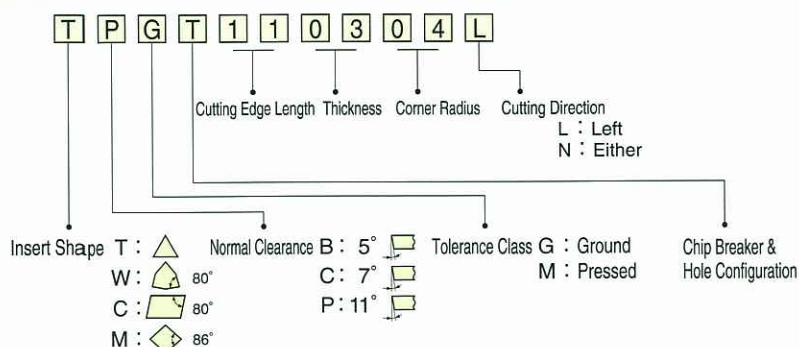 T P G T 1 1 0 3 0 4 L
Cutting Edge Length Thickness Corner Radius Cutting Direction
L : Left
N : Either
Insert Shape T : Normal Clearance B : 5° Tolerance Class G : Ground Chip Breaker &
W : 80° C : 7° M : Pressed Hole Configuration
C : 80° P : 11°
M : 86°